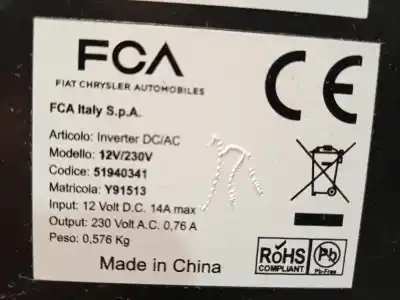 FCA
FIAT CHRYSLER AUTOMOBILES
CE
FCA Italy S.p.A.
Articolo: Inverter DC/AC
Modello: 12V/230V
Codice: 51940341
Matricola: Y91513
Input: 12 Volt D.C. 14A max
Output: 230 Volt A.C. 0,76 A
Peso: 0,576 Kg
Made in China
RoHS
COMPLIANT
Pb
Pb-Free